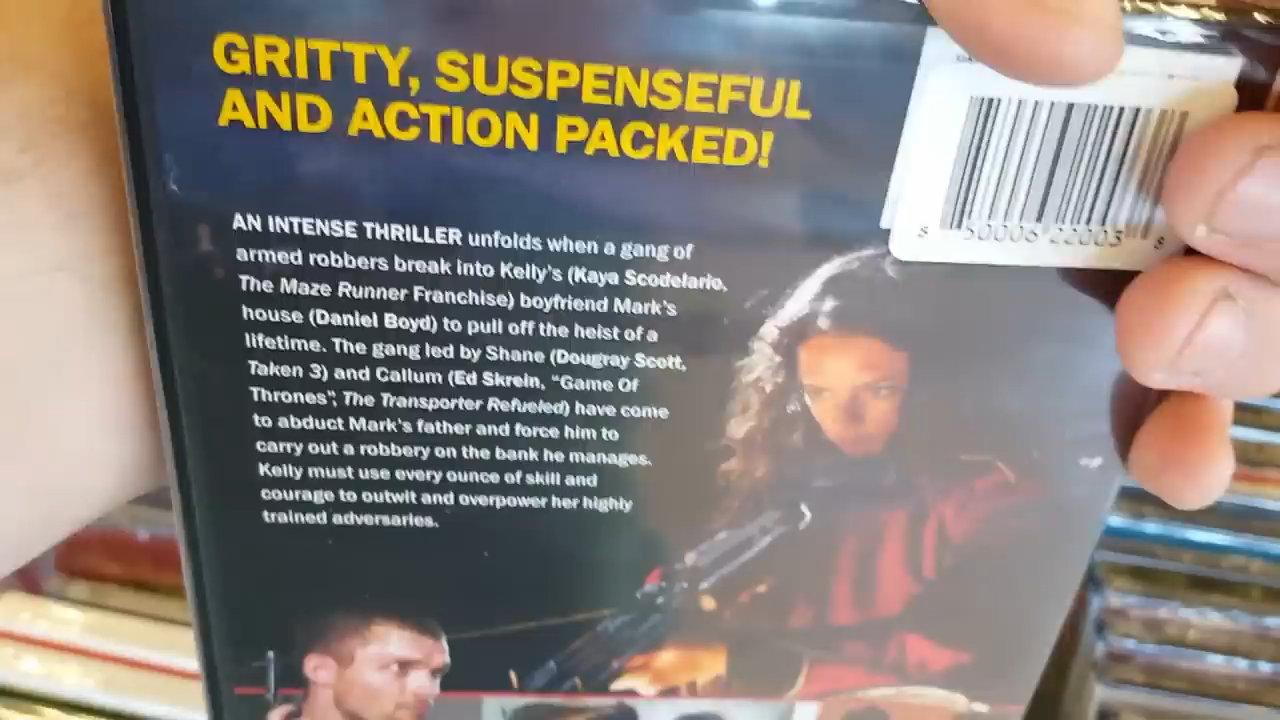 GRITTY, SUSPENSEFUL
AND ACTION PACKED!
AN INTENSE THRILLER unfolds when a gang of
armed robbers break into Kelly's (Kaya Scodelario,
The Maze Runner Franchise) boyfriend Mark's
house (Daniel Boyd) to pull off the heist of a
lifetime. The gang led by Shane (Dougray Scott,
Taken 3) and Callum (Ed Skrein, "Game Of
Thrones", The Transporter Refueled) have come
to abduct Mark's father and force him to
carry out a robbery on the bank he manages.
Kelly must use every ounce of skill and
courage to outwit and overpower her highly
trained adversaries.
8 50006 22003 8